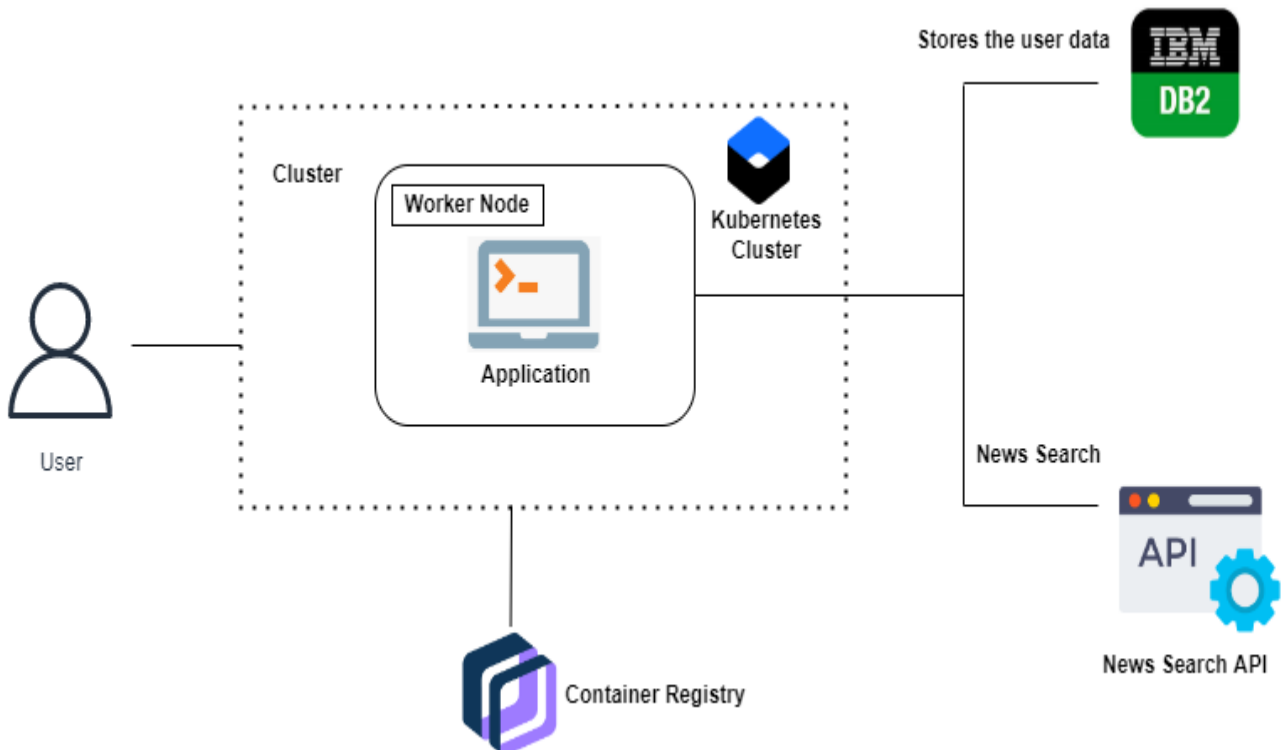 Stores the user data
IBM
DB2
Cluster
Worker Node
Kubernetes
Cluster
Application
User
News Search
API
News Search API
Container Registry